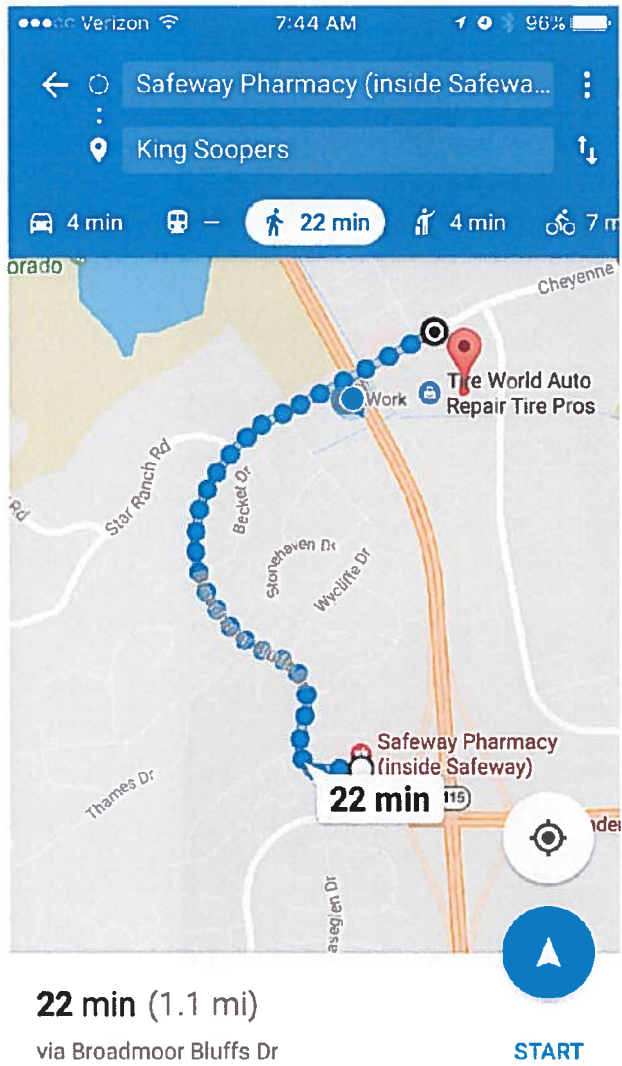 Verizon 7:44 AM 96%
Safeway Pharmacy (inside Safewa...
King Soopers
4 min – 22 min 4 min 7 m
orado
Cheyenne
Work
Tire World Auto
Repair Tire Pros
Star Ranch Rd
Becket Dr
Rd
Stonehaven Dr
Wycliffe Dr
Safeway Pharmacy
(inside Safeway)
22 min
115
Thames Dr
aseglen Dr
22 min (1.1 mi)
via Broadmoor Bluffs Dr
START